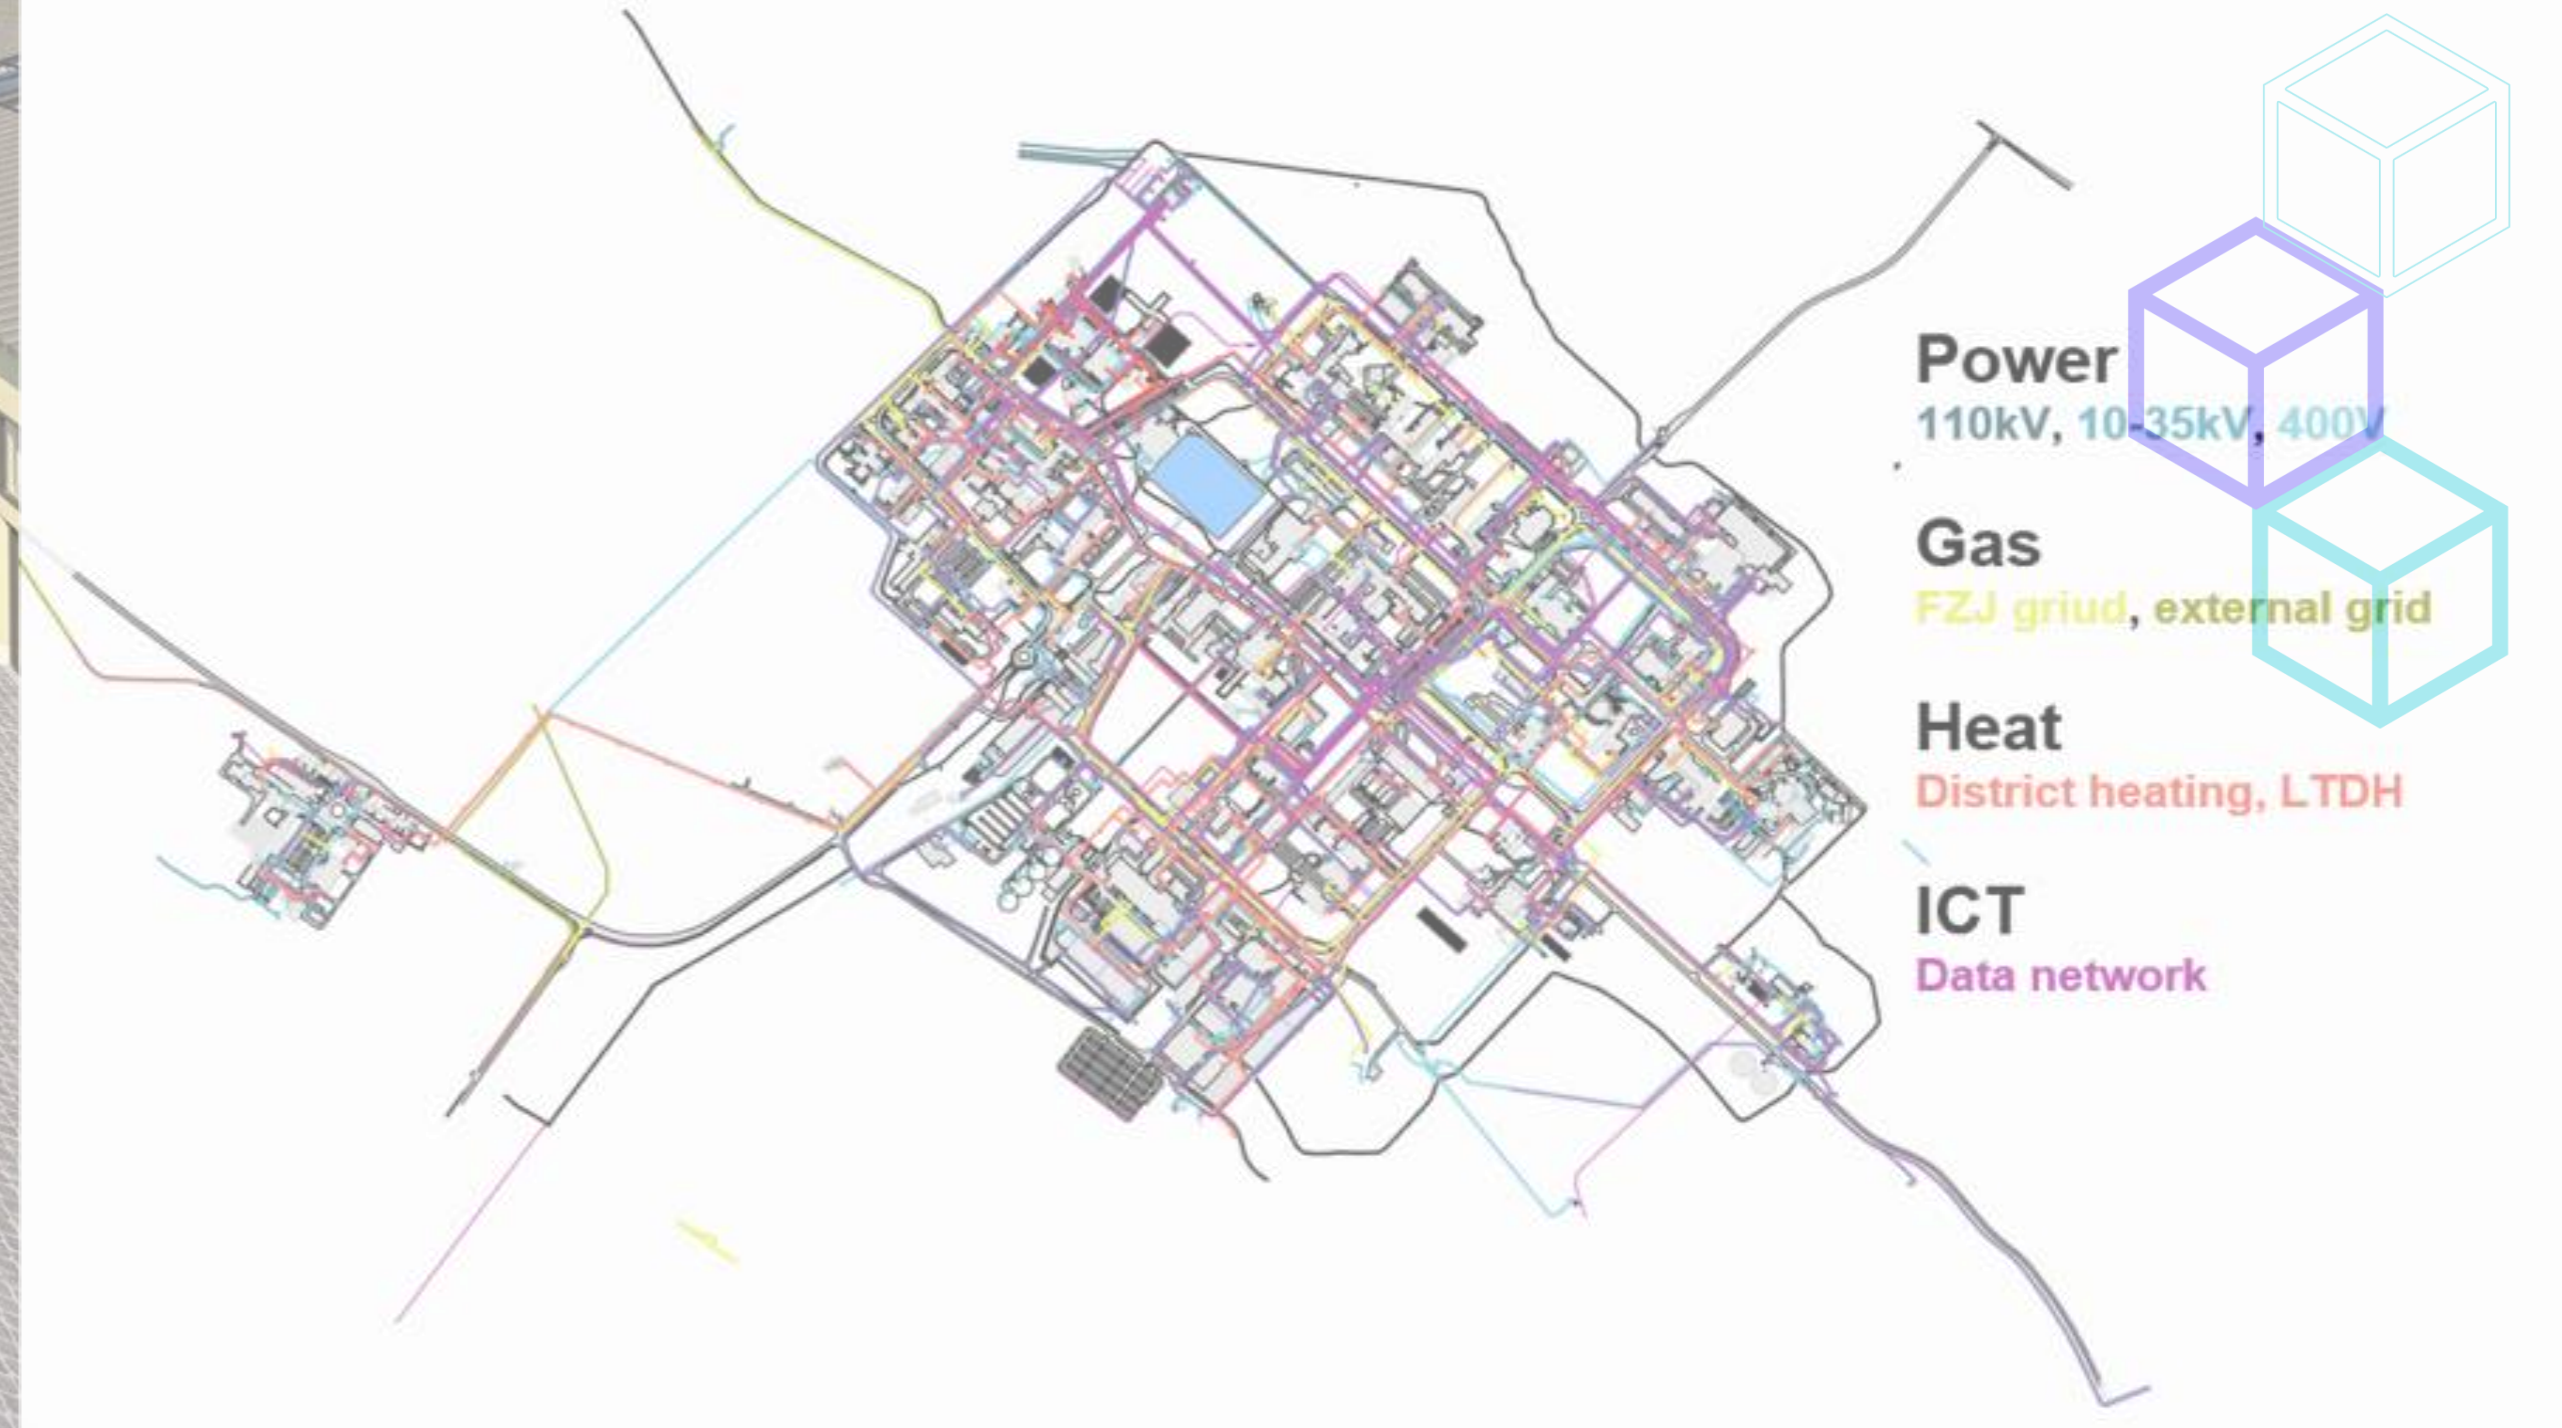 Power
110kV, 10-35kV, 400V
Gas
FZJ griud, external grid
Heat
District heating, LTDH
ICT
Data network